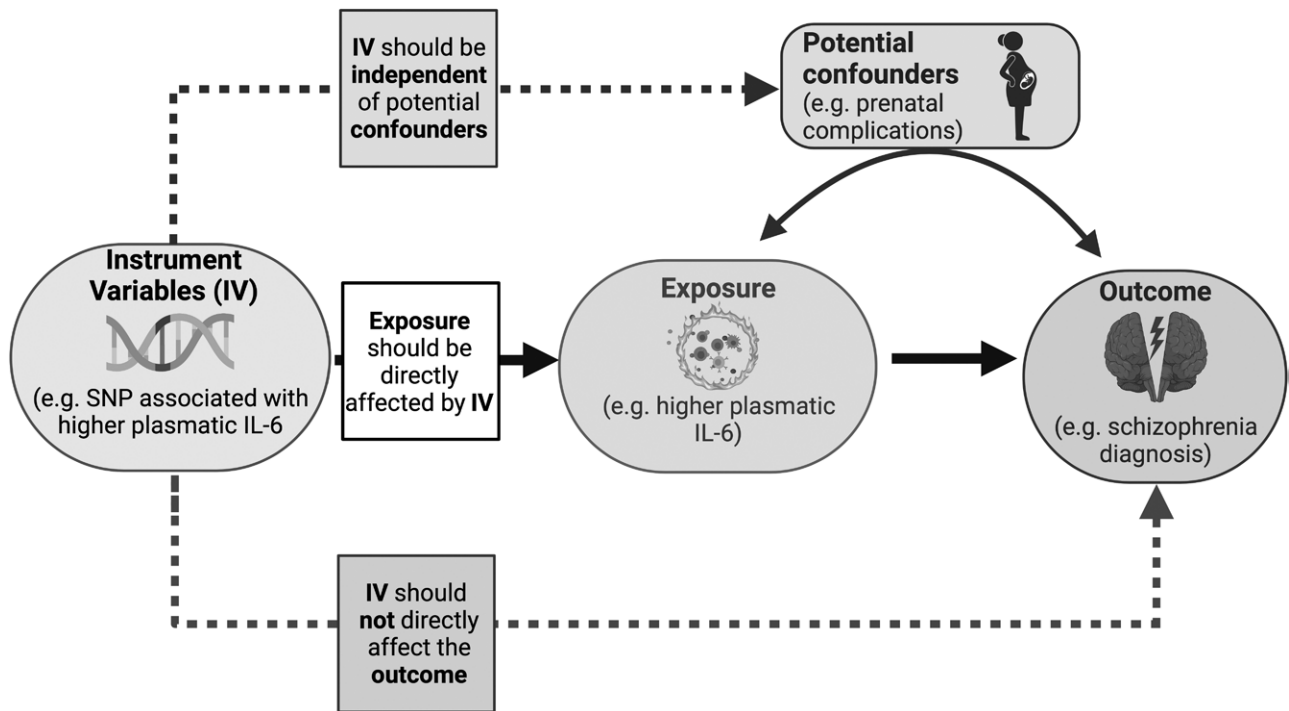 IV should be
independent
of potential
confounders
Potential
confounders
(e.g. prenatal
complications)
Instrument
Variables (IV)
(e.g. SNP associated with
higher plasmatic IL-6
Exposure
should be
directly
affected by IV
Exposure
(e.g. higher plasmatic
IL-6)
Outcome
(e.g. schizophrenia
diagnosis)
IV should
not directly
affect the
outcome